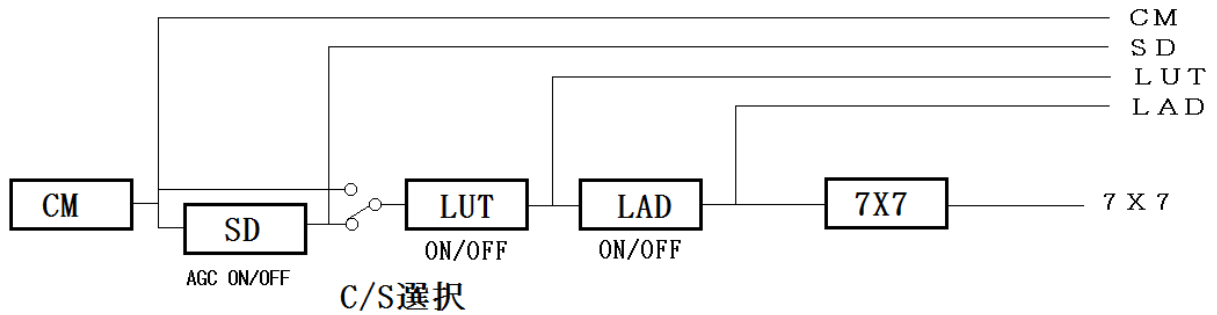 CM
SD
LUT
LAD
CM
LUT
LAD
7X7
7X7
SD
ON/OFF
ON/OFF
AGC ON/OFF
C/S選択